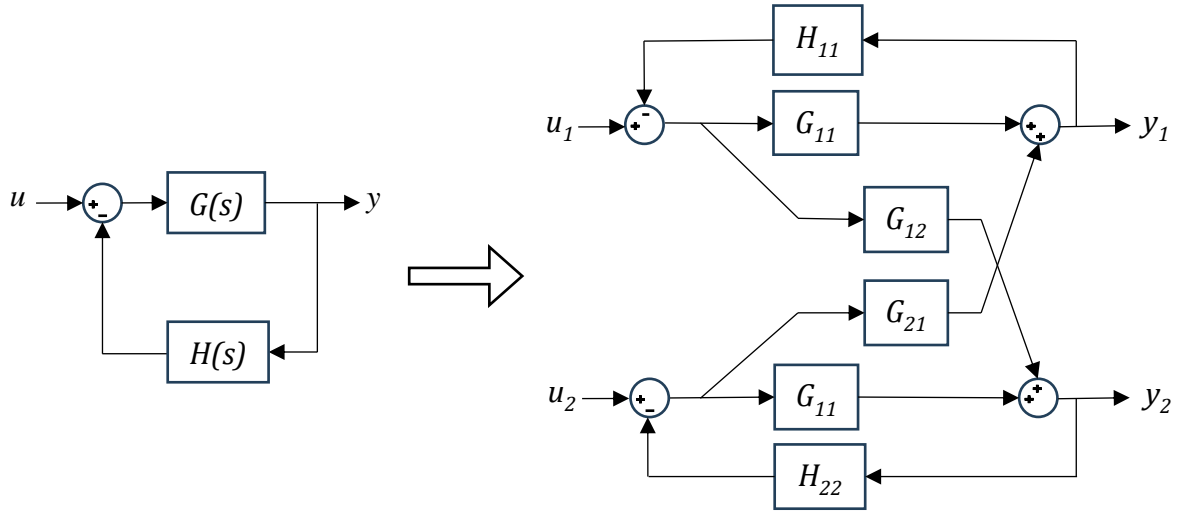 H₁₁
u₁
G₁₁
y₁
u
G(s)
y
G₁₂
G₂₁
H(s)
u₂
G₁₁
y₂
H₂₂